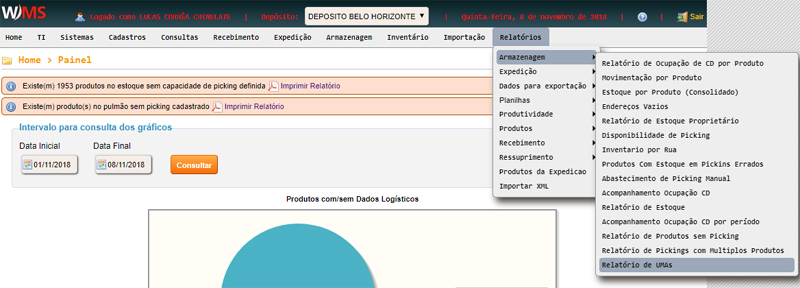 WMS
Logado como LUCAS CORRÊA CHINELATE | Depósito: DEPOSITO BELO HORIZONTE | Quinta-Feira, 8 de novembro de 2018 | | Sair
Home TI Sistemas Cadastros Consultas Recebimento Expedição Armazenagem Inventário Importação Relatórios
Home > Painel
Existe(m) 1953 produtos no estoque sem capacidade de picking definida Imprimir Relatório
Existe(m) produto(s) no pulmão sem picking cadastrado Imprimir Relatório
Intervalo para consulta dos gráficos
Data Inicial Data Final
01/11/2018 08/11/2018 Consultar
Produtos com/sem Dados Logísticos
Armazenagem
Expedição
Dados para exportação
Planilhas
Produtividade
Produtos
Recebimento
Ressuprimento
Produtos da Expedicao
Importar XML
Relatório de Ocupação de CD por Produto
Movimentação por Produto
Estoque por Produto (Consolidado)
Endereços Vazios
Relatório de Estoque Proprietário
Disponibilidade de Picking
Inventario por Rua
Produtos Com Estoque em Pickins Errados
Abastecimento de Picking Manual
Acompanhamento Ocupação CD
Relatório de Estoque
Acompanhamento Ocupação CD por período
Relatório de Produtos sem Picking
Relatório de Pickings com Multiplos Produtos
Relatório de UMAs